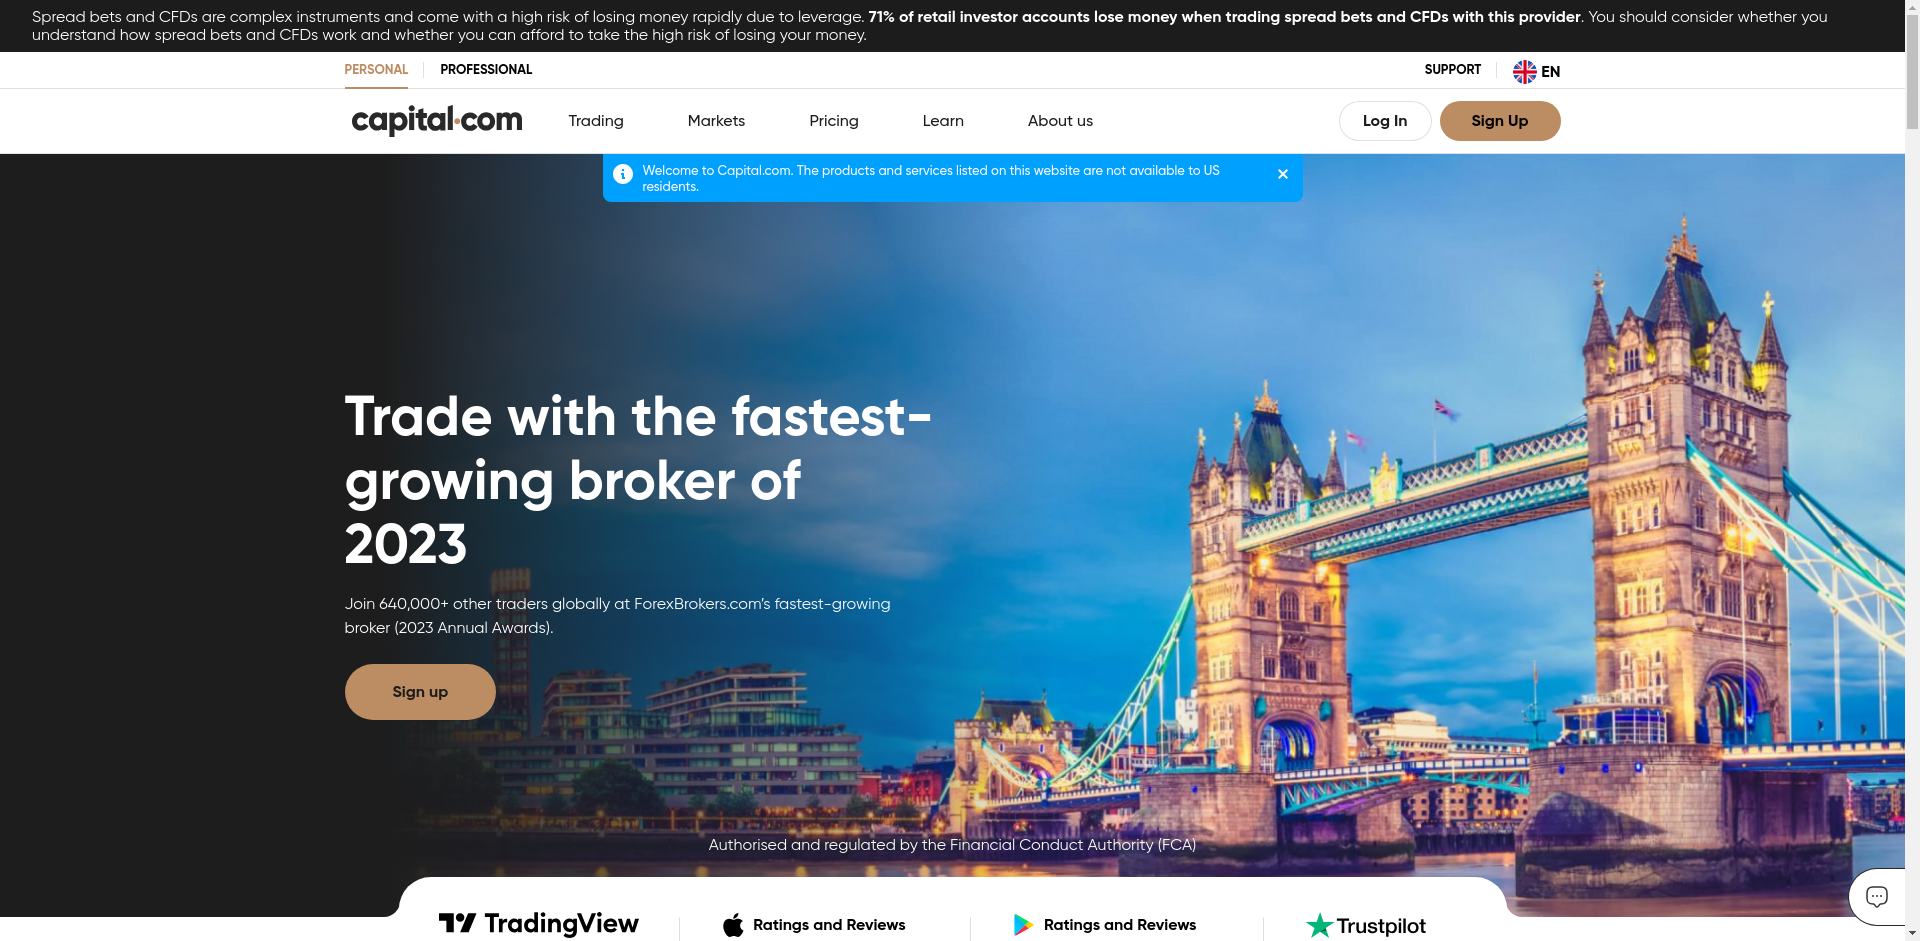 Spread bets and CFDs are complex instruments and come with a high risk of losing money rapidly due to leverage. 71% of retail investor accounts lose money when trading spread bets and CFDs with this provider. You should consider whether you
understand how spread bets and CFDs work and whether you can afford to take the high risk of losing your money.
PERSONAL PROFESSIONAL SUPPORT EN
capital.com Trading Markets Pricing Learn About us Log In Sign Up
Welcome to Capital.com. The products and services listed on this website are not available to US
residents.
Trade with the fastest-
growing broker of
2023
Join 640,000+ other traders globally at ForexBrokers.com’s fastest-growing
broker (2023 Annual Awards).
Sign up
Authorised and regulated by the Financial Conduct Authority (FCA)
TradingView Ratings and Reviews Ratings and Reviews Trustpilot